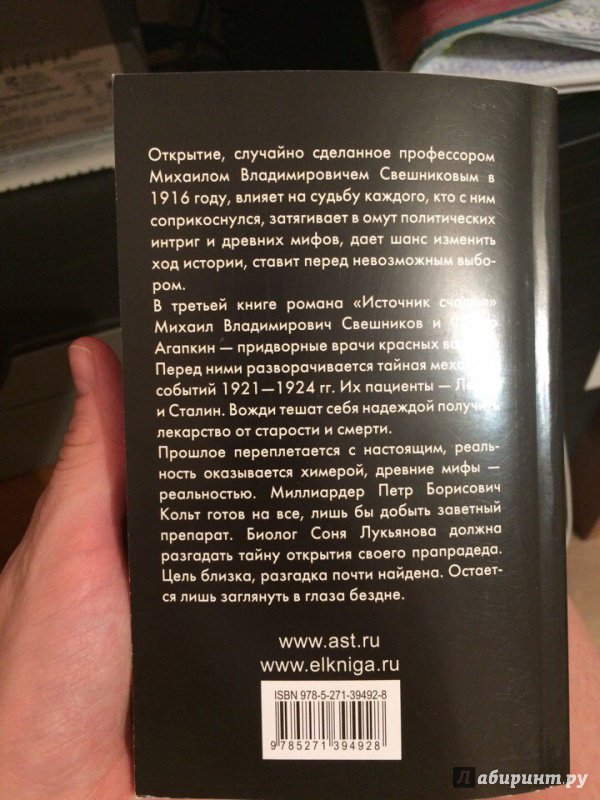 Открытие, случайно сделанное профессором
Михаилом Владимировичем Свешниковым в
1916 году, влияет на судьбу каждого, кто с ним
соприкоснулся, затягивает в омут политических
интриг и древних мифов, дает шанс изменить
ход истории, ставит перед невозможным выбо-
ром.
В третьей книге романа «Источник
Михаил Владимирович Свешников и
Агапкин — придворные врачи красных
Перед ними разворачивается тайная
событий 1921—1924 гг. Их пациенты —
и Сталин. Вожди тешат себя надеждой
лекарство от старости и смерти.
Прошлое переплетается с настоящим, реаль-
ность оказывается химерой, древние мифы —
реальностью. Миллиардер Петр Борисович
Кольт готов на все, лишь бы добыть заветный
препарат. Биолог Соня Лукьянова должна
разгадать тайну открытия своего прапрадеда.
Цель близка, разгадка почти найдена. Остает-
ся лишь заглянуть в глаза бездне.
www.ast.ru
www.elkniga.ru
ISBN 978-5-271-39492-8
9 785271 394928
Лабиринт.ру